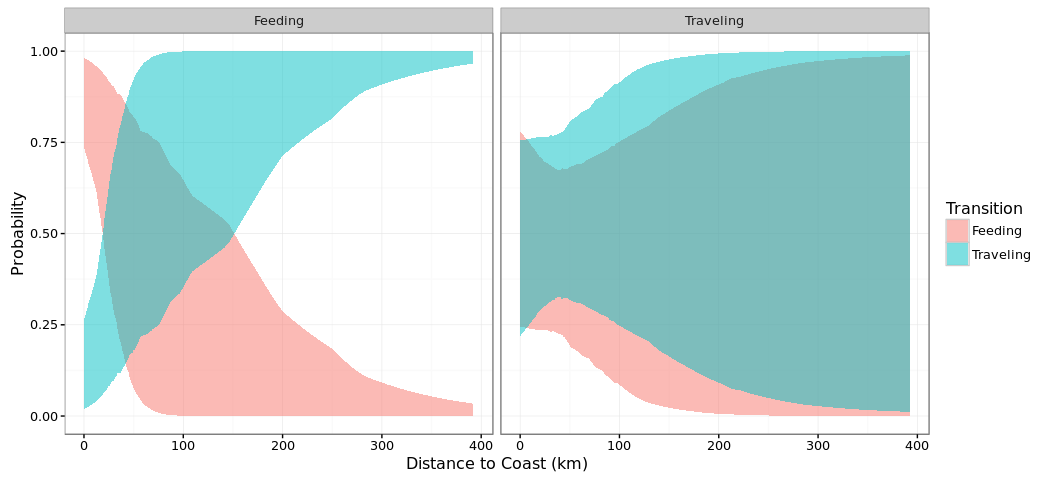 Feeding
Traveling
Probability
1.00
0.75
0.50
0.25
0.00
0 100 200 300 400
0 100 200 300 400
Distance to Coast (km)
Transition
Feeding
Traveling